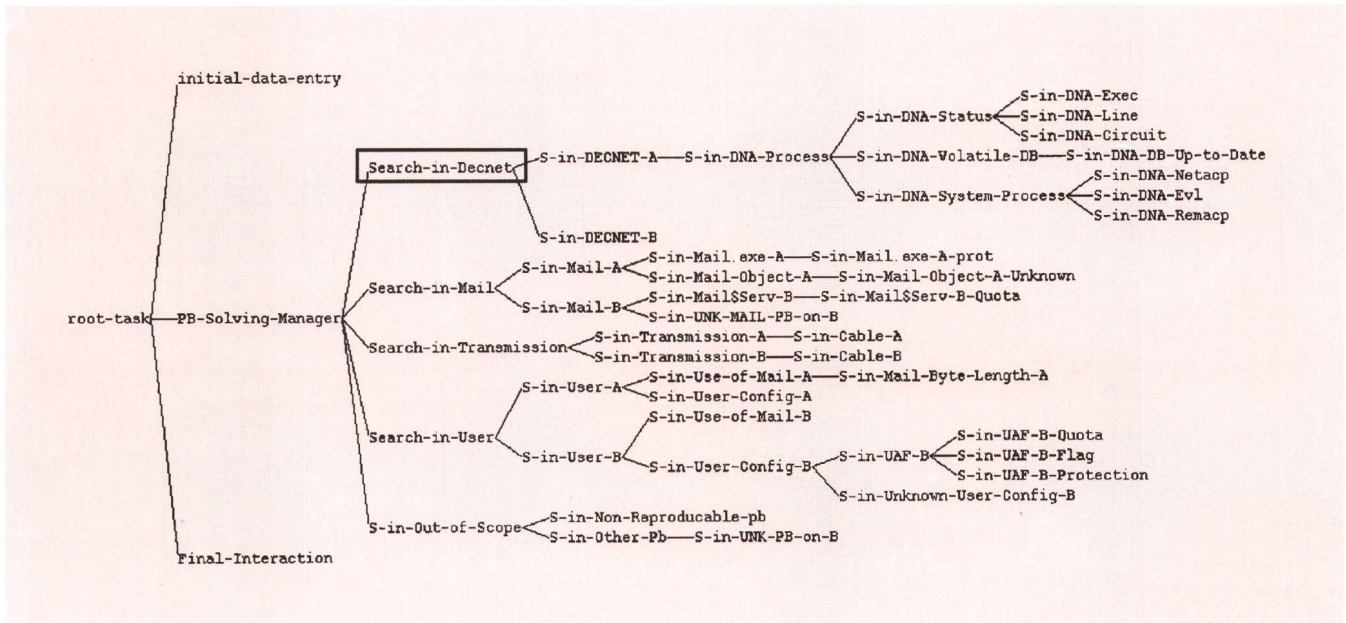 initial-data-entry
S-in-DNA-Exec
S-in-DNA-Status
S-in-DNA-Line
S-in-DNA-Circuit
Search-in-Decnet
S-in-DECNET-A
S-in-DNA-Process
S-in-DNA-Volatile-DB
S-in-DNA-DB-Up-to-Date
S-in-DNA-Netacp
S-in-DNA-System-Process
S-in-DNA-Evl
S-in-DNA-Remacp
S-in-DECNET-B
S-in-Mail.exe-A
S-in-Mail.exe-A-prot
S-in-Mail-A
S-in-Mail-Object-A
S-in-Mail-Object-A-Unknown
Search-in-Mail
S-in-Mail$Serv-B
S-in-Mail$Serv-B-Quota
S-in-Mail-B
S-in-UNK-MAIL-PB-on-B
root-task
PB-Solving-Manager
S-in-Transmission-A
S-in-Cable-A
Search-in-Transmission
S-in-Transmission-B
S-in-Cable-B
S-in-Use-of-Mail-A
S-in-Mail-Byte-Length-A
S-in-User-A
S-in-User-Config-A
S-in-Use-of-Mail-B
Search-in-User
S-in-UAF-B-Quota
S-in-User-B
S-in-UAF-B
S-in-UAF-B-Flag
S-in-User-Config-B
S-in-UAF-B-Protection
S-in-Unknown-User-Config-B
S-in-Non-Reproducable-pb
S-in-Out-of-Scope
S-in-Other-Pb
S-in-UNK-PB-on-B
Final-Interaction